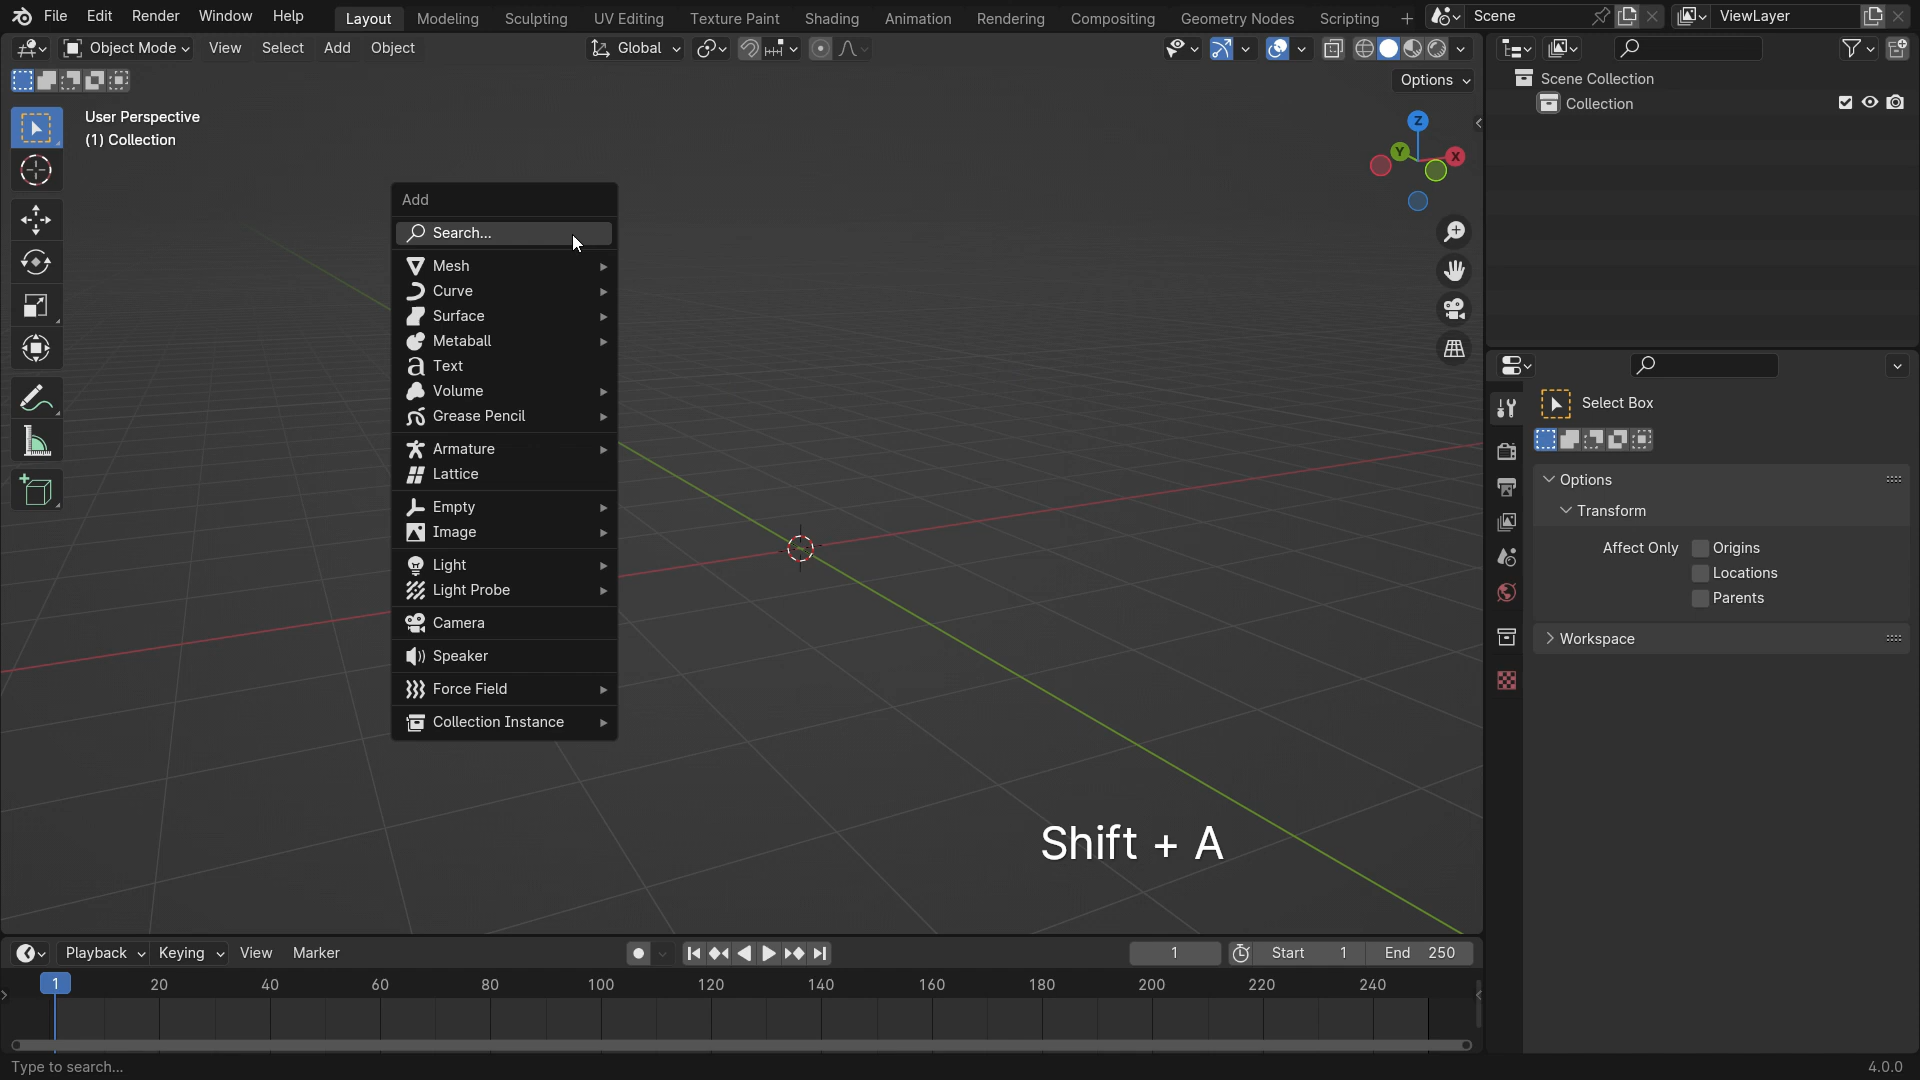 File Edit Render Window Help Layout Modeling Sculpting UV Editing Texture Paint Shading Animation Rendering Compositing Geometry Nodes Scripting + Scene ViewLayer
Object Mode View Select Add Object Global
Options
User Perspective
(1) Collection
Z
Y
X
Add
Search...
Mesh
Curve
Surface
Metaball
Text
Volume
Grease Pencil
Armature
Lattice
Empty
Image
Light
Light Probe
Camera
Speaker
Force Field
Collection Instance
Shift + A
Scene Collection
Collection
Select Box
Options
Transform
Affect Only Origins
Locations
Parents
Workspace
Playback Keying View Marker 1 Start 1 End 250
1 20 40 60 80 100 120 140 160 180 200 220 240
Type to search... 4.0.0